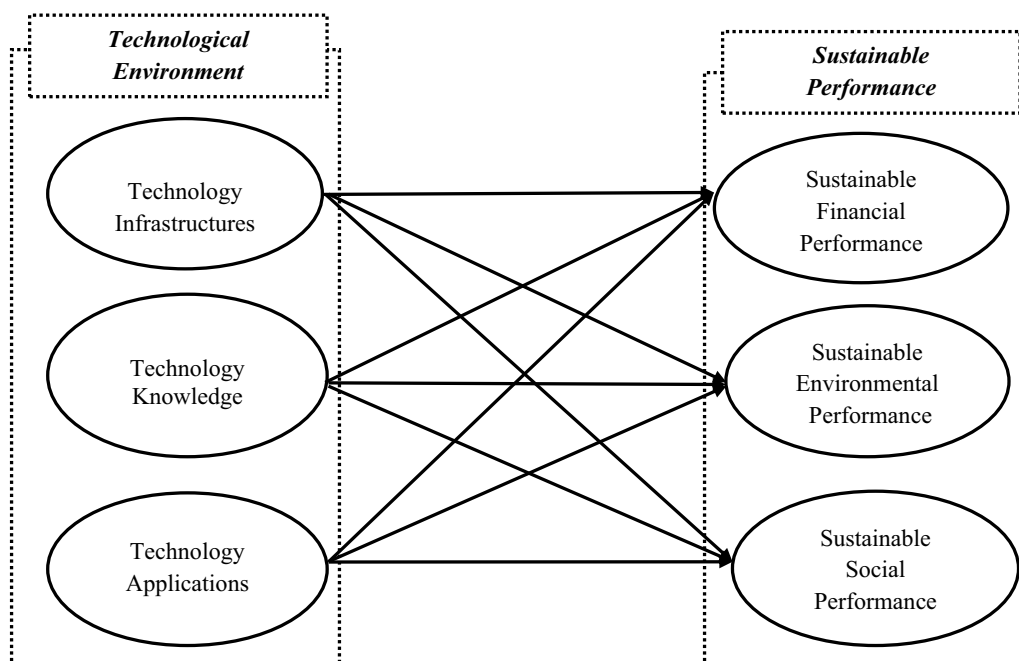 Technological
Environment
Technology
Infrastructures
Technology
Knowledge
Technology
Applications
Sustainable
Performance
Sustainable
Financial
Performance
Sustainable
Environmental
Performance
Sustainable
Social
Performance